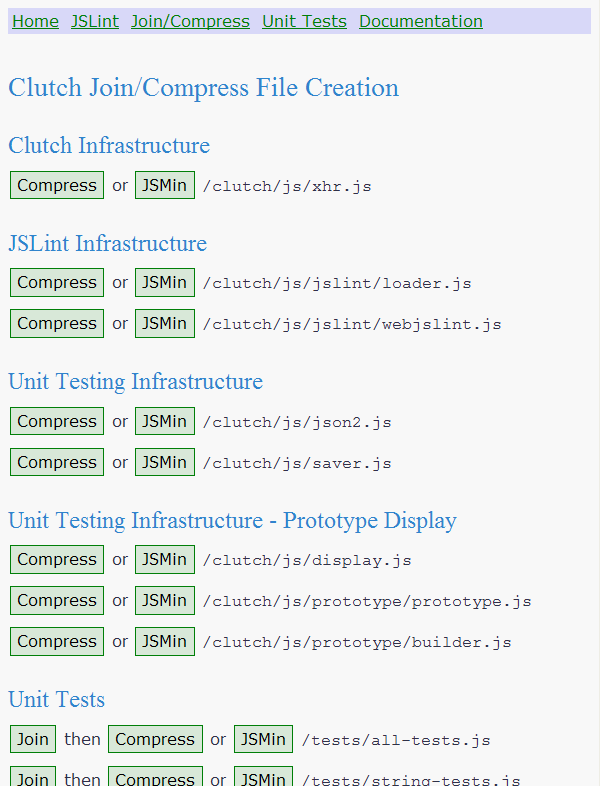 Home JSLint Join/Compress Unit Tests Documentation
Clutch Join/Compress File Creation
Clutch Infrastructure
Compress or JSMin /clutch/js/xhr.js
JSLint Infrastructure
Compress or JSMin /clutch/js/jslint/loader.js
Compress or JSMin /clutch/js/jslint/webjslint.js
Unit Testing Infrastructure
Compress or JSMin /clutch/js/json2.js
Compress or JSMin /clutch/js/saver.js
Unit Testing Infrastructure - Prototype Display
Compress or JSMin /clutch/js/display.js
Compress or JSMin /clutch/js/prototype/prototype.js
Compress or JSMin /clutch/js/prototype/builder.js
Unit Tests
Join then Compress or JSMin /tests/all-tests.js
Join then Compress or JSMin /tests/string-tests.js